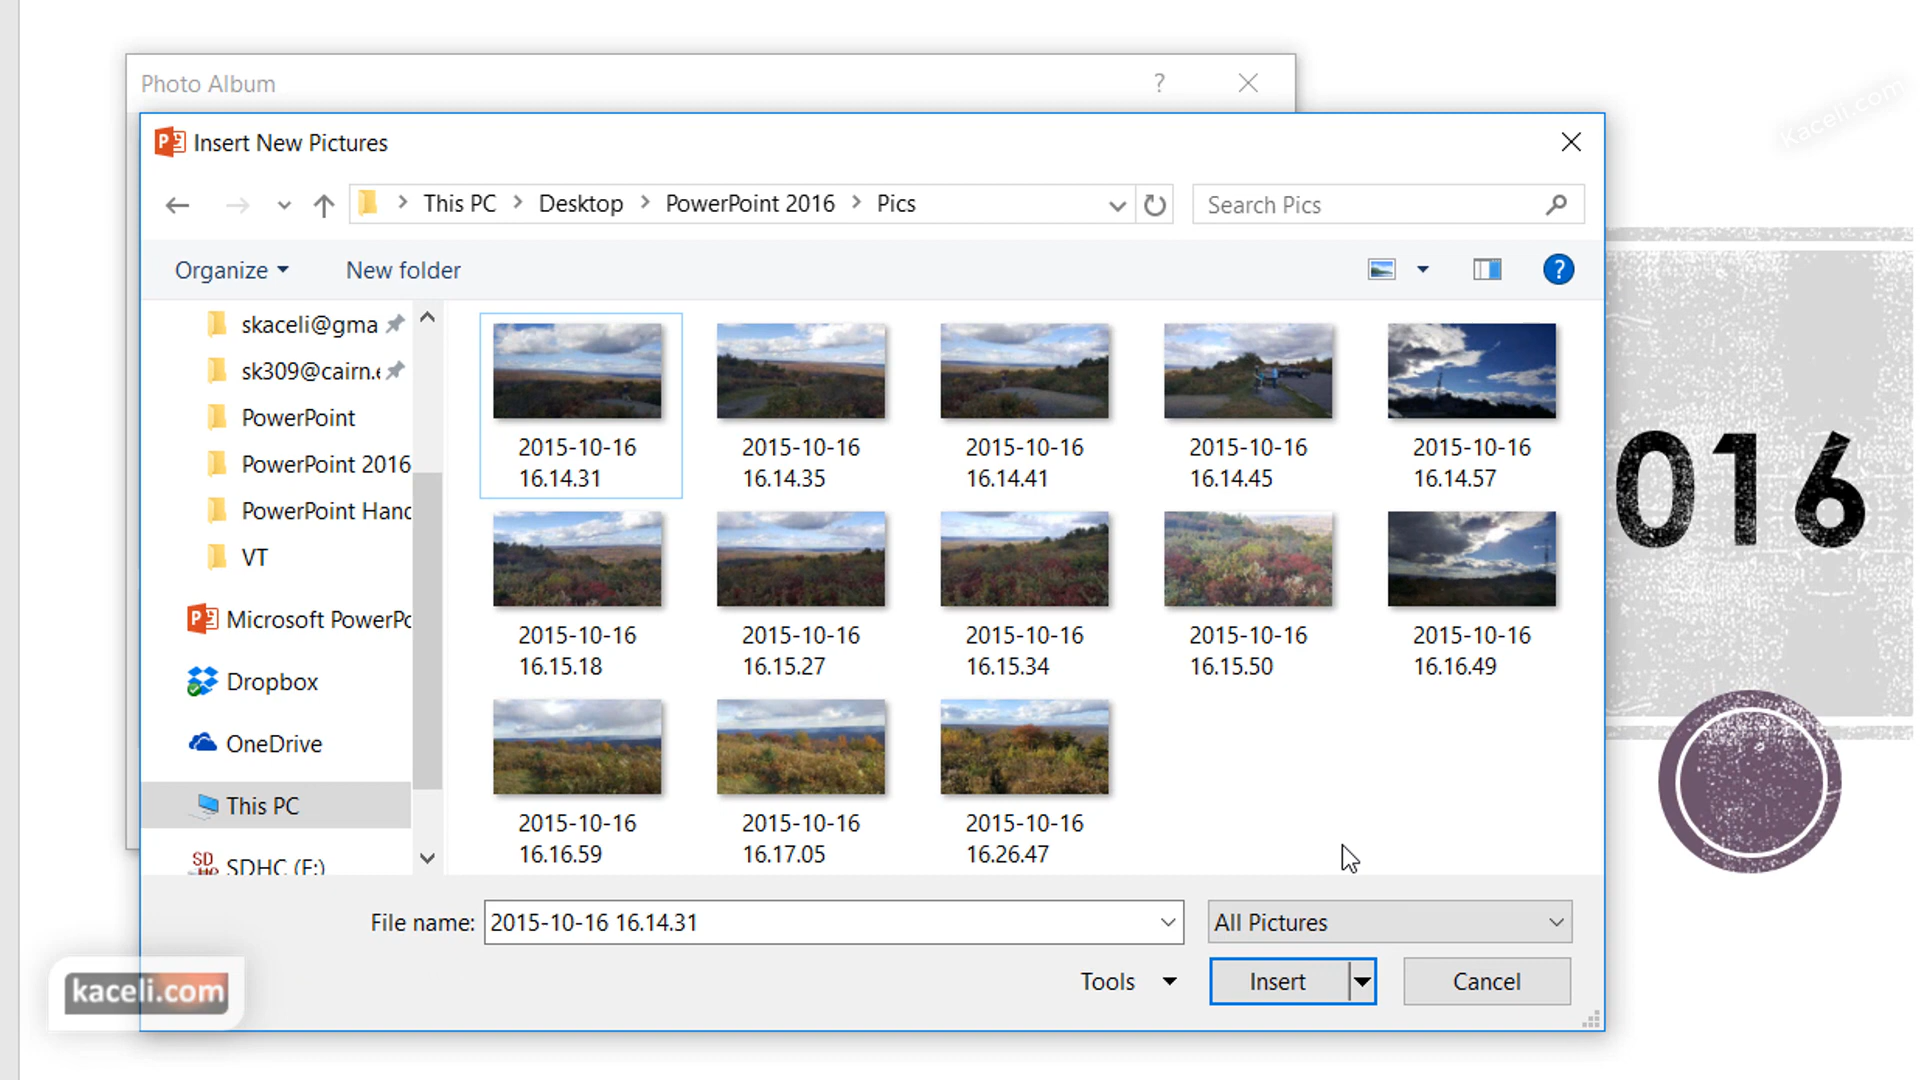 Photo Album
?
Kaceli.com
Insert New Pictures
This PC
Desktop
PowerPoint 2016
Pics
Search Pics
Organize
New folder
?
skaceli@gma
sk309@cairn.e
PowerPoint
PowerPoint 2016
PowerPoint Hand
VT
Microsoft PowerPo
Dropbox
OneDrive
This PC
SDHC (F:)
2015-10-16
16.14.31
2015-10-16
16.14.35
2015-10-16
16.14.41
2015-10-16
16.14.45
2015-10-16
16.14.57
2015-10-16
16.15.18
2015-10-16
16.15.27
2015-10-16
16.15.34
2015-10-16
16.15.50
2015-10-16
16.16.49
2015-10-16
16.16.59
2015-10-16
16.17.05
2015-10-16
16.26.47
016
File name:
2015-10-16 16.14.31
All Pictures
Tools
Insert
Cancel
kaceli.com